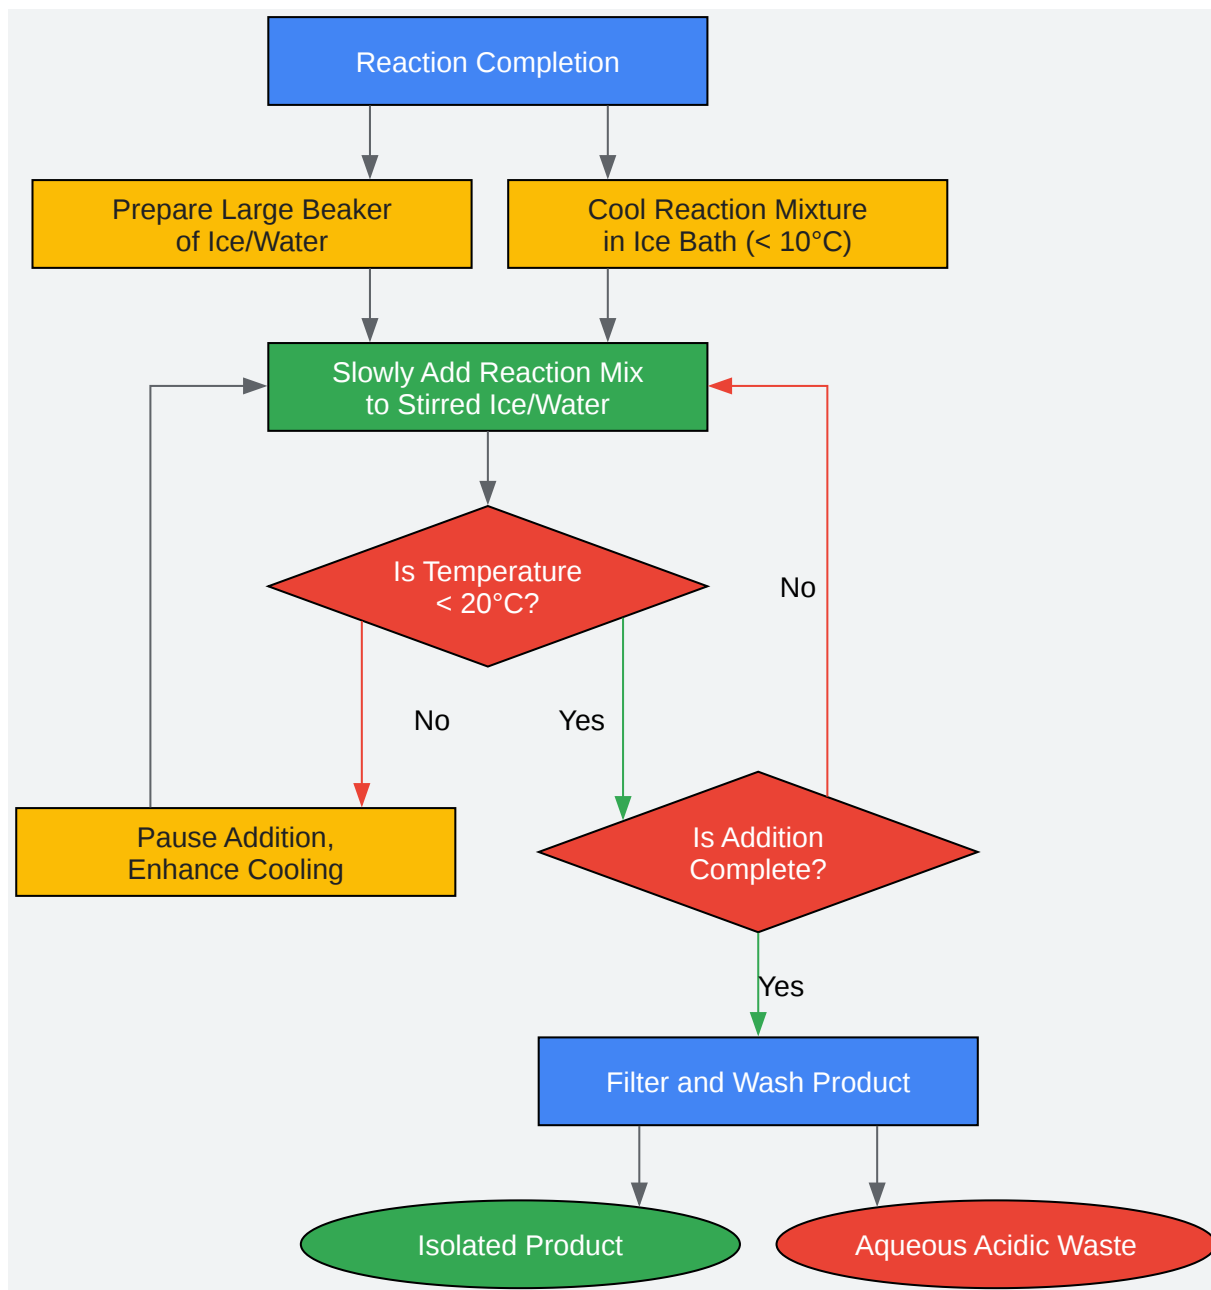 Reaction Completion
Prepare Large Beaker
of Ice/Water
Cool Reaction Mixture
in Ice Bath (< 10°C)
Slowly Add Reaction Mix
to Stirred Ice/Water
Is Temperature
< 20°C?
No
No
Yes
Pause Addition,
Enhance Cooling
Is Addition
Complete?
Yes
Filter and Wash Product
Isolated Product
Aqueous Acidic Waste